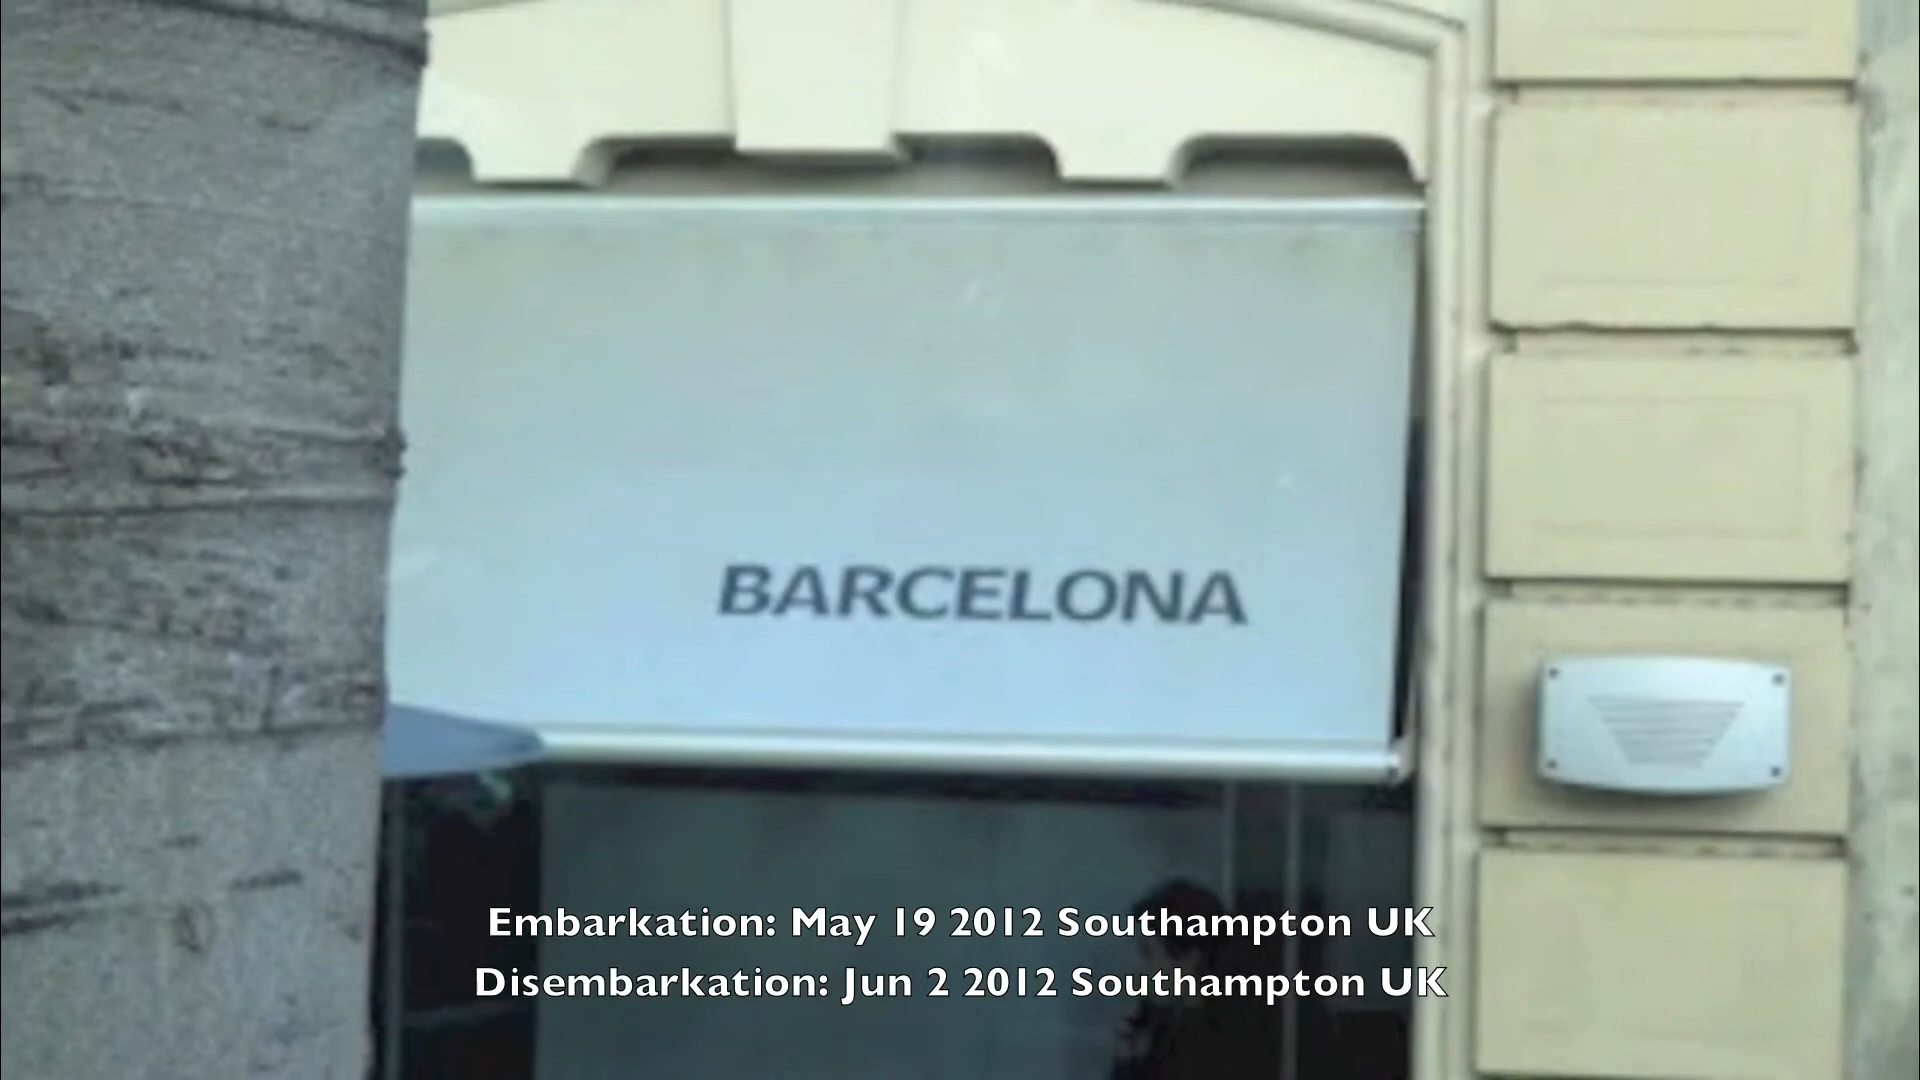 BARCELONA
Embarkation: May 19 2012 Southampton UK
Disembarkation: Jun 2 2012 Southampton UK